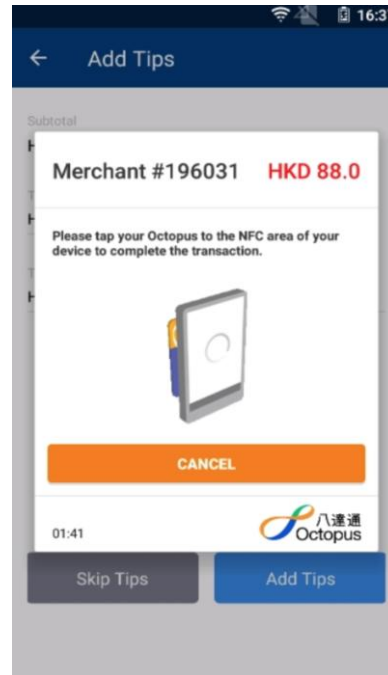 16:3
Add Tips
Subtotal
Merchant #196031 HKD 88.0
Please tap your Octopus to the NFC area of your
device to complete the transaction.
CANCEL
01:41
八達通
Octopus
Skip Tips Add Tips